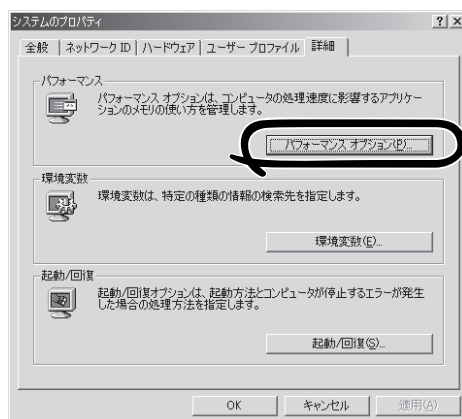 システムのプロパティ
全般
ネットワーク ID
ハードウェア
ユーザー プロファイル
詳細
パフォーマンス
パフォーマンス オプションは、コンピュータの処理速度に影響するアプリケー
ションのメモリの使い方を管理します。
パフォーマンス オプション(P)...
環境変数
環境変数は、特定の種類の情報の検索先を指定します。
環境変数(E)...
起動/回復
起動/回復オプションは、起動方法とコンピュータが停止するエラーが発生
した場合の処理方法を指定します。
起動/回復(S)...
OK
キャンセル
適用(A)